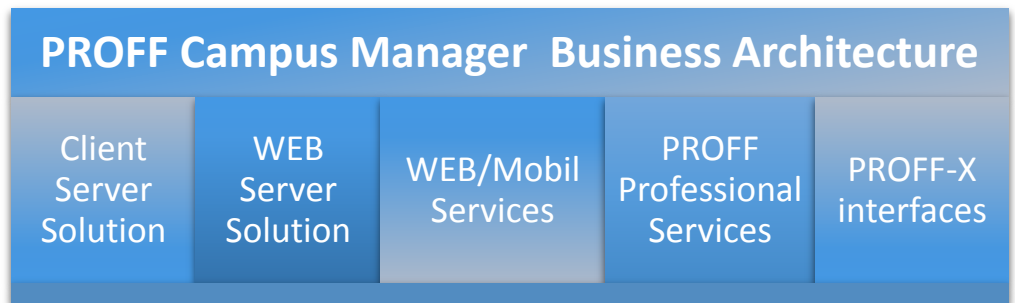 PROFF Campus Manager Business Architecture
Client
Server
Solution
WEB
Server
Solution
WEB/Mobil
Services
PROFF
Professional
Services
PROFF-X
interfaces